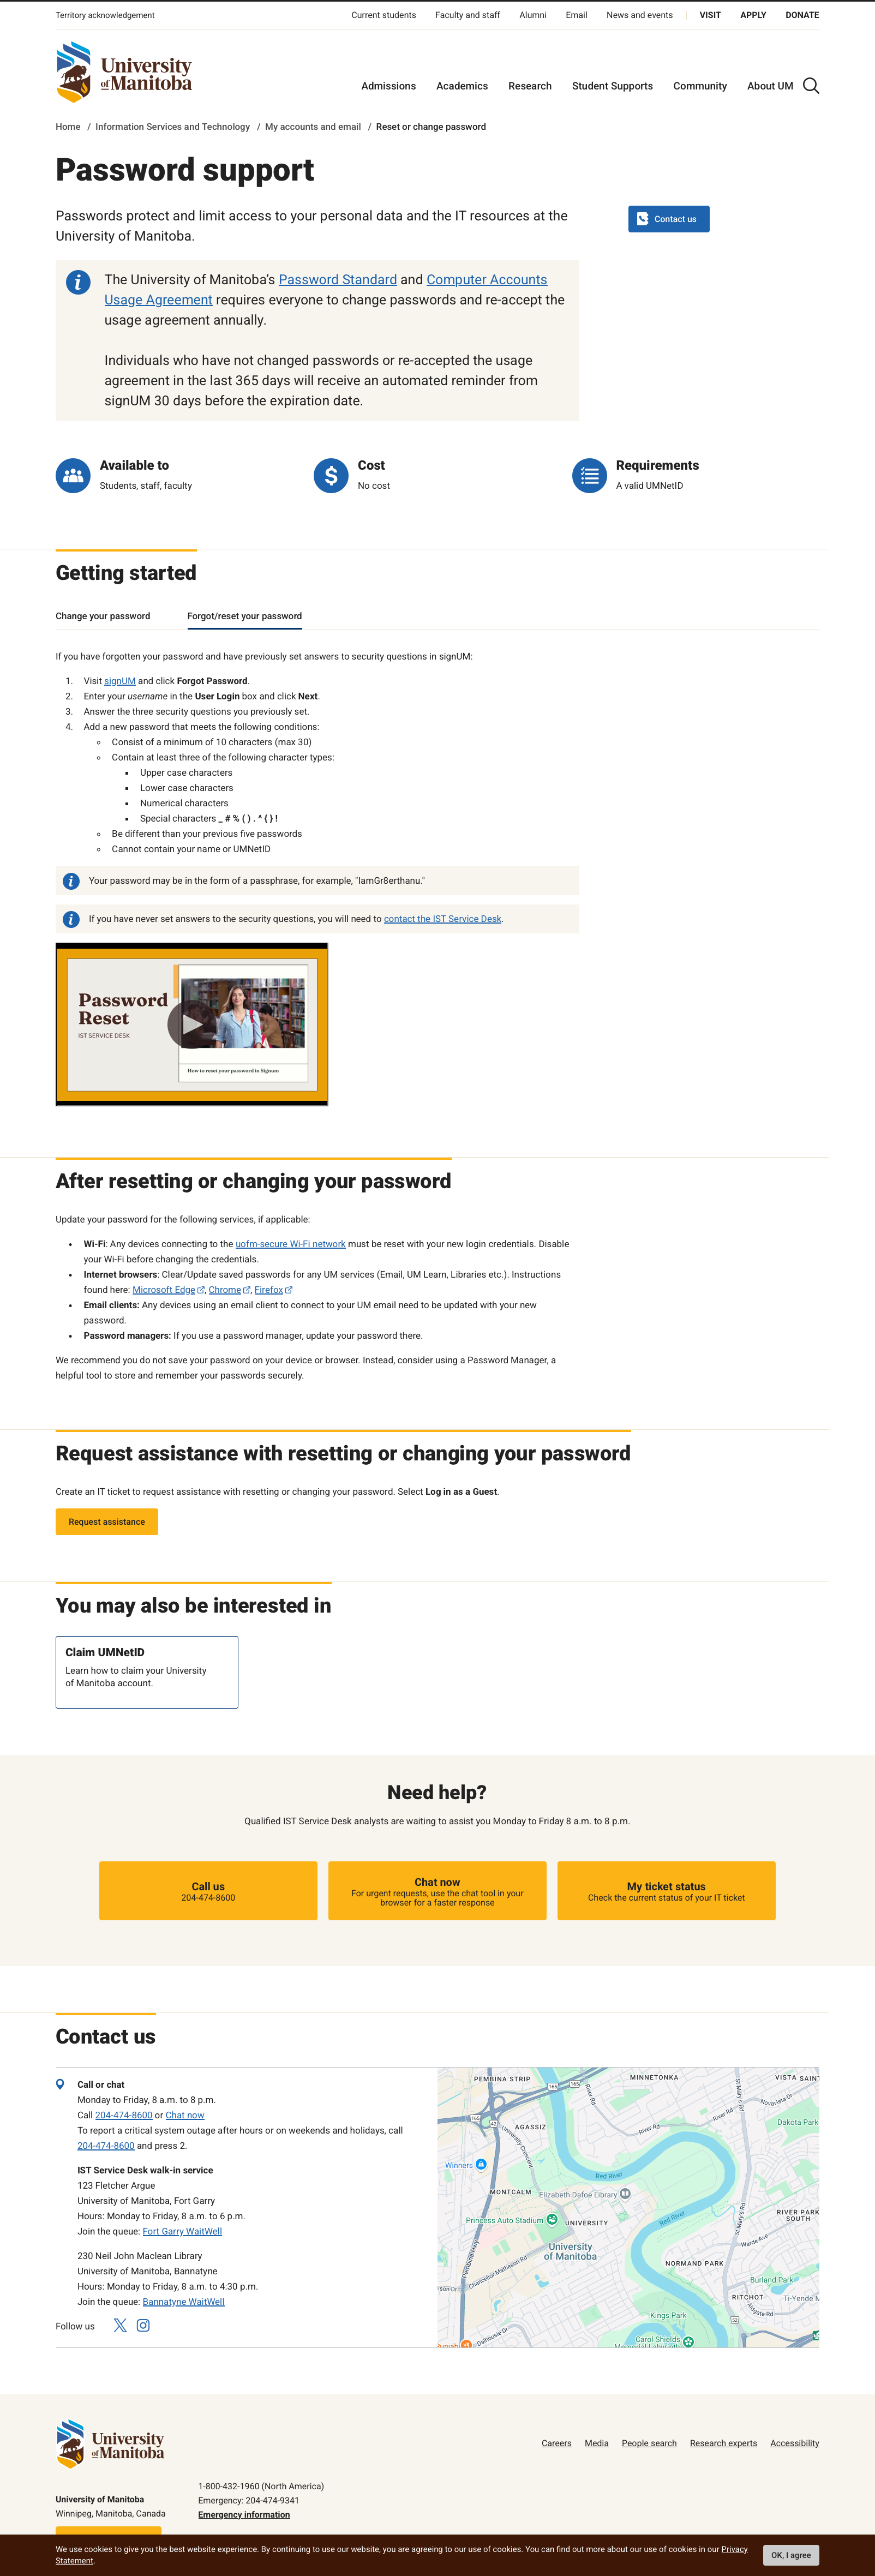 Territory acknowledgement
Current students Faculty and staff Alumni Email News and events VISIT APPLY DONATE
University
of Manitoba
Admissions Academics Research Student Supports Community About UM
Home / Information Services and Technology / My accounts and email / Reset or change password
Password support
Passwords protect and limit access to your personal data and the IT resources at the
University of Manitoba.
Contact us
The University of Manitoba's Password Standard and Computer Accounts
Usage Agreement requires everyone to change passwords and re-accept the
usage agreement annually.
Individuals who have not changed passwords or re-accepted the usage
agreement in the last 365 days will receive an automated reminder from
signUM 30 days before the expiration date.
Available to
Students, staff, faculty
Cost
No cost
Requirements
A valid UMNetID
Getting started
Change your password Forgot/reset your password
If you have forgotten your password and have previously set answers to security questions in signUM:
1. Visit signUM and click Forgot Password.
2. Enter your username in the User Login box and click Next.
3. Answer the three security questions you previously set.
4. Add a new password that meets the following conditions:
Consist of a minimum of 10 characters (max 30)
Contain at least three of the following character types:
Upper case characters
Lower case characters
Numerical characters
Special characters _ # % ( ) . ^ { } !
Be different than your previous five passwords
Cannot contain your name or UMNetID
Your password may be in the form of a passphrase, for example, "IamGr8erthanu."
If you have never set answers to the security questions, you will need to contact the IST Service Desk.
Password
Reset
IST SERVICE DESK
How to reset your password in Signum
After resetting or changing your password
Update your password for the following services, if applicable:
Wi-Fi: Any devices connecting to the uofm-secure Wi-Fi network must be reset with your new login credentials. Disable
your Wi-Fi before changing the credentials.
Internet browsers: Clear/Update saved passwords for any UM services (Email, UM Learn, Libraries etc.). Instructions
found here: Microsoft Edge, Chrome, Firefox
Email clients: Any devices using an email client to connect to your UM email need to be updated with your new
password.
Password managers: If you use a password manager, update your password there.
We recommend you do not save your password on your device or browser. Instead, consider using a Password Manager, a
helpful tool to store and remember your passwords securely.
Request assistance with resetting or changing your password
Create an IT ticket to request assistance with resetting or changing your password. Select Log in as a Guest.
Request assistance
You may also be interested in
Claim UMNetID
Learn how to claim your University
of Manitoba account.
Need help?
Qualified IST Service Desk analysts are waiting to assist you Monday to Friday 8 a.m. to 8 p.m.
Call us
204-474-8600
Chat now
For urgent requests, use the chat tool in your
browser for a faster response
My ticket status
Check the current status of your IT ticket
Contact us
Call or chat
Monday to Friday, 8 a.m. to 8 p.m.
Call 204-474-8600 or Chat now
To report a critical system outage after hours or on weekends and holidays, call
204-474-8600 and press 2.
IST Service Desk walk-in service
123 Fletcher Argue
University of Manitoba, Fort Garry
Hours: Monday to Friday, 8 a.m. to 6 p.m.
Join the queue: Fort Garry WaitWell
230 Neil John Maclean Library
University of Manitoba, Bannatyne
Hours: Monday to Friday, 8 a.m. to 4:30 p.m.
Join the queue: Bannatyne WaitWell
Follow us
PEMBINA STRIP
MINNETONKA
VISTA
165
165
River Rd
St Mary's Rd
Novavista Dr
165
42
AGASSIZ
University Crescent
River Rd
River Rd
Dakota Park
Winners
Red River
MONTCALM
Elizabeth Dafoe Library
Princess Auto Stadium
UNIVERSITY
Red River
RIVER PARK
SOUTH
St Mary's Rd
University
of Manitoba
Warde Ave
Pembina Hwy
Chancellor Matheson Rd
NORMAND PARK
Burland Park
RITCHOT
Kings Park
Aldgate Rd
52
Dalhousie Dr
Carol Shields
Memorial Labyrinth
University
of Manitoba
Careers Media People search Research experts Accessibility
University of Manitoba
Winnipeg, Manitoba, Canada
1-800-432-1960 (North America)
Emergency: 204-474-9341
Emergency information
We use cookies to give you the best website experience. By continuing to use our website, you are agreeing to our use of cookies. You can find out more about our use of cookies in our Privacy
Statement.
OK, I agree